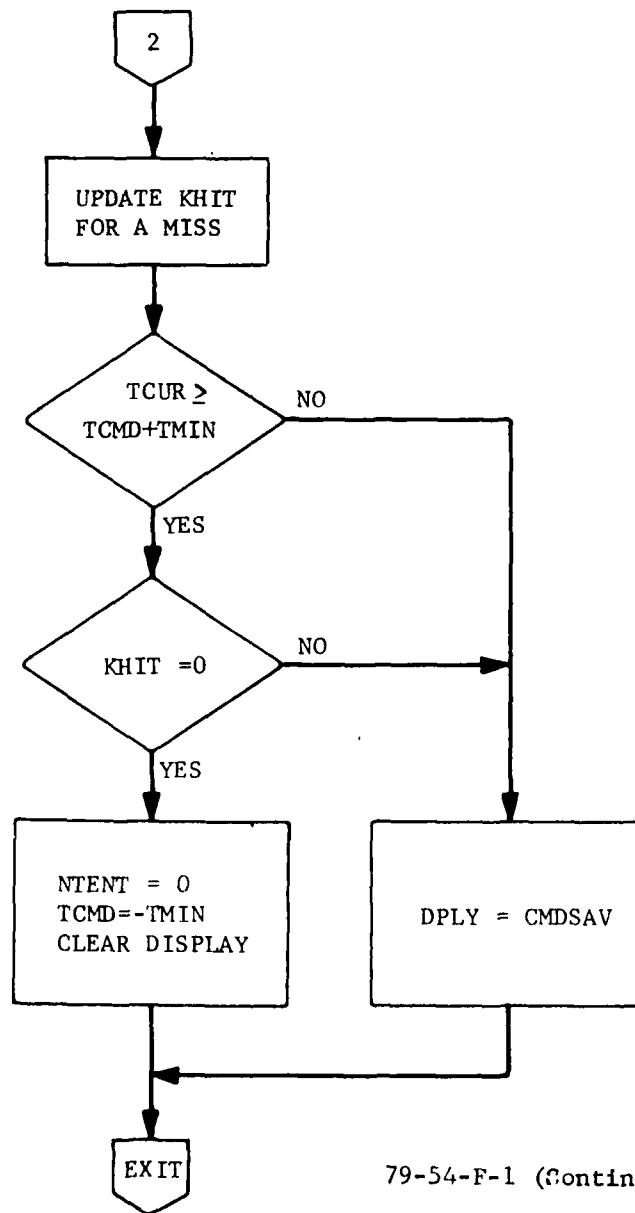 2
UPDATE KHIT
FOR A MISS
TCUR ≥
TCMD+TMIN
NO
YES
KHIT =0
NO
YES
NTENT = 0
TCMD=-TMIN
CLEAR DISPLAY
DPLY = CMDSAV
EXIT
79-54-F-1 (Contin